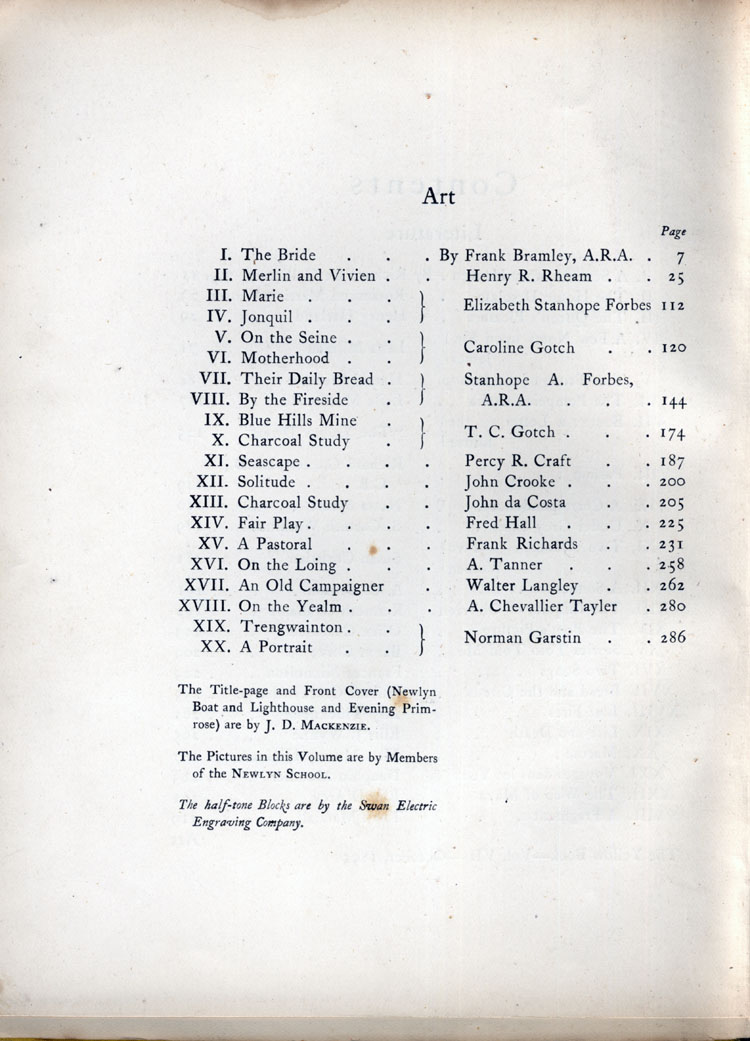 Art
Page
I. The Bride . . . By Frank Bramley, A.R.A. . 7
II. Merlin and Vivien . . Henry R. Rheam . . 25
III. Marie . . . } Elizabeth Stanhope Forbes 112
IV. Jonquil . . .
V. On the Seine . . } Caroline Gotch . . 120
VI. Motherhood . .
VII. Their Daily Bread . } Stanhope A. Forbes,
VIII. By the Fireside . A.R.A. . . . 144
IX. Blue Hills Mine . } T. C. Gotch . . . 174
X. Charcoal Study .
XI. Seascape . . . . Percy R. Craft . . 187
XII. Solitude . . . . John Crooke . . . 200
XIII. Charcoal Study . . John da Costa . . 205
XIV. Fair Play . . . . Fred Hall . . . 225
XV. A Pastoral . . . Frank Richards . . 231
XVI. On the Loing . . . A. Tanner . . . 258
XVII. An Old Campaigner . Walter Langley . . 262
XVIII. On the Yealm . . . A. Chevallier Tayler . 280
XIX. Trengwainton . . } Norman Garstin . . 286
XX. A Portrait . .
The Title-page and Front Cover (Newlyn
Boat and Lighthouse and Evening Prim-
rose) are by J. D. Mackenzie.
The Pictures in this Volume are by Members
of the Newlyn School.
The half-tone Blocks are by the Swan Electric
Engraving Company.